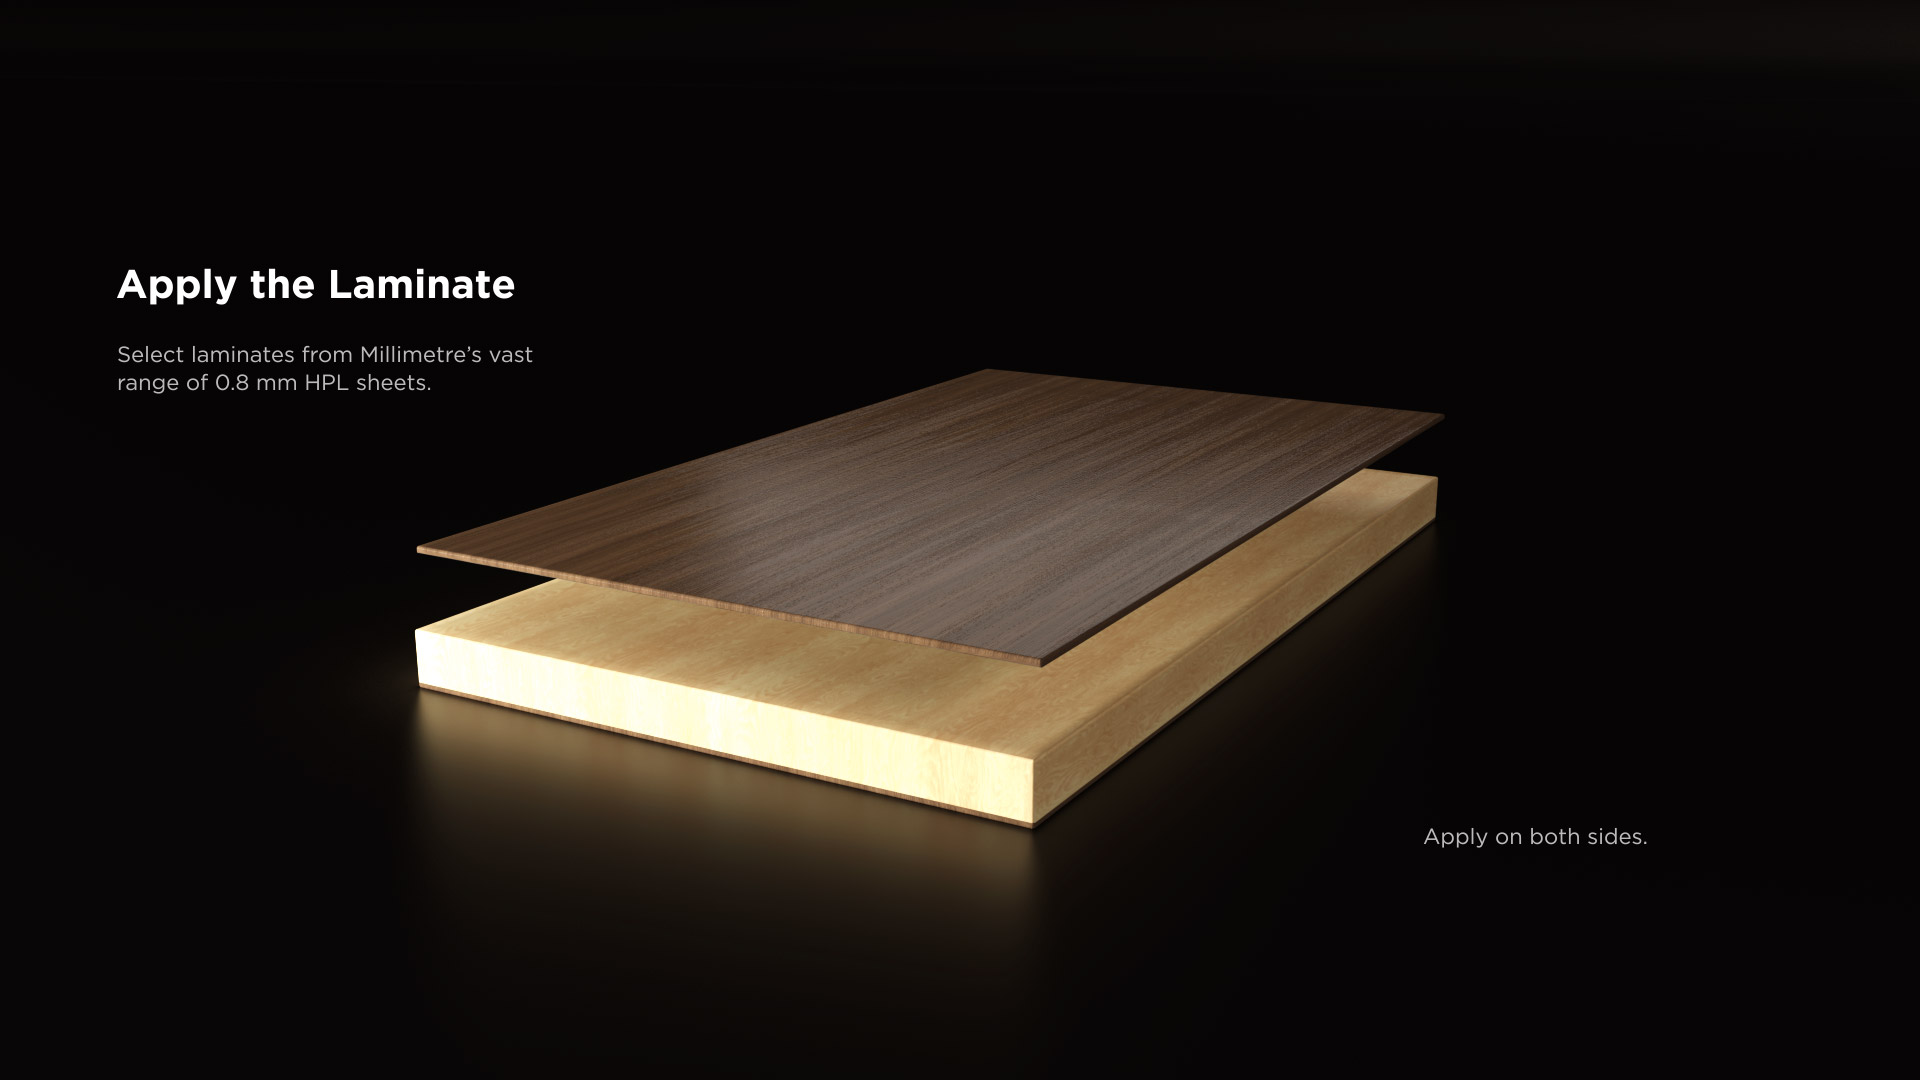 Apply the Laminate
Select laminates from Millimetre’s vast
range of 0.8 mm HPL sheets.
Apply on both sides.